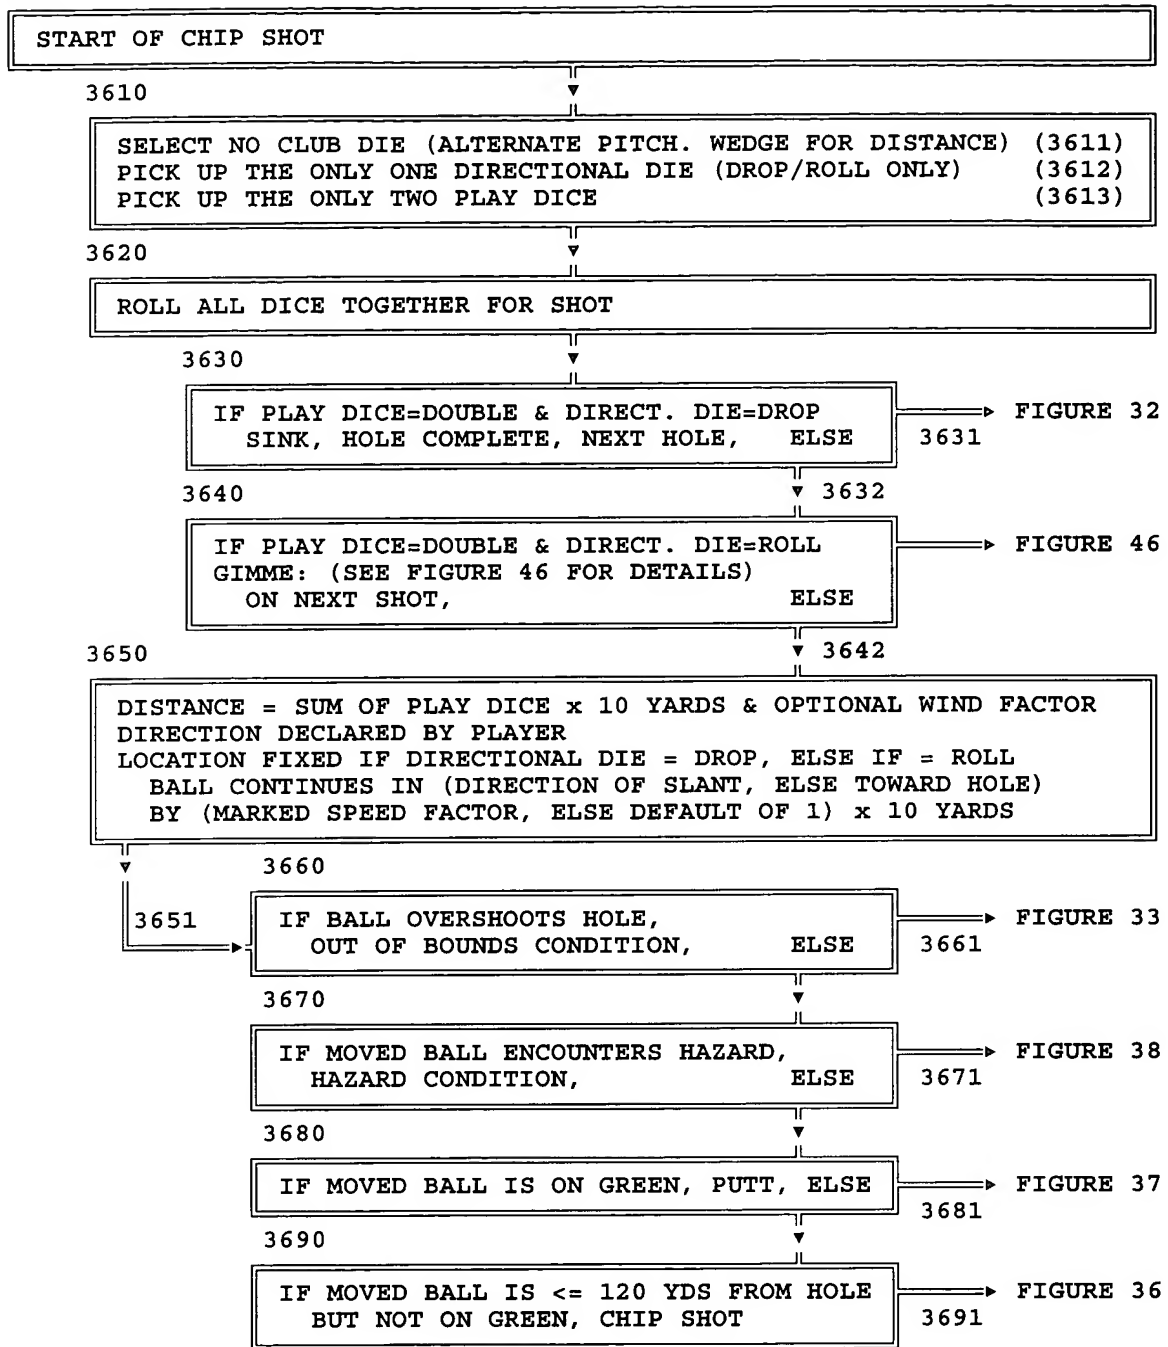 START OF CHIP SHOT
3610
SELECT NO CLUB DIE (ALTERNATE PITCH. WEDGE FOR DISTANCE) (3611)
PICK UP THE ONLY ONE DIRECTIONAL DIE (DROP/ROLL ONLY) (3612)
PICK UP THE ONLY TWO PLAY DICE (3613)
3620
ROLL ALL DICE TOGETHER FOR SHOT
3630
IF PLAY DICE=DOUBLE & DIRECT. DIE=DROP
SINK, HOLE COMPLETE, NEXT HOLE, ELSE
FIGURE 32
3631
3632
3640
IF PLAY DICE=DOUBLE & DIRECT. DIE=ROLL
GIMME: (SEE FIGURE 46 FOR DETAILS)
ON NEXT SHOT, ELSE
FIGURE 46
3642
3650
DISTANCE = SUM OF PLAY DICE x 10 YARDS & OPTIONAL WIND FACTOR
DIRECTION DECLARED BY PLAYER
LOCATION FIXED IF DIRECTIONAL DIE = DROP, ELSE IF = ROLL
BALL CONTINUES IN (DIRECTION OF SLANT, ELSE TOWARD HOLE)
BY (MARKED SPEED FACTOR, ELSE DEFAULT OF 1) x 10 YARDS
3651
3660
IF BALL OVERSHOOTS HOLE,
OUT OF BOUNDS CONDITION, ELSE
FIGURE 33
3661
3670
IF MOVED BALL ENCOUNTERS HAZARD,
HAZARD CONDITION, ELSE
FIGURE 38
3671
3680
IF MOVED BALL IS ON GREEN, PUTT, ELSE
FIGURE 37
3681
3690
IF MOVED BALL IS <= 120 YDS FROM HOLE
BUT NOT ON GREEN, CHIP SHOT
FIGURE 36
3691